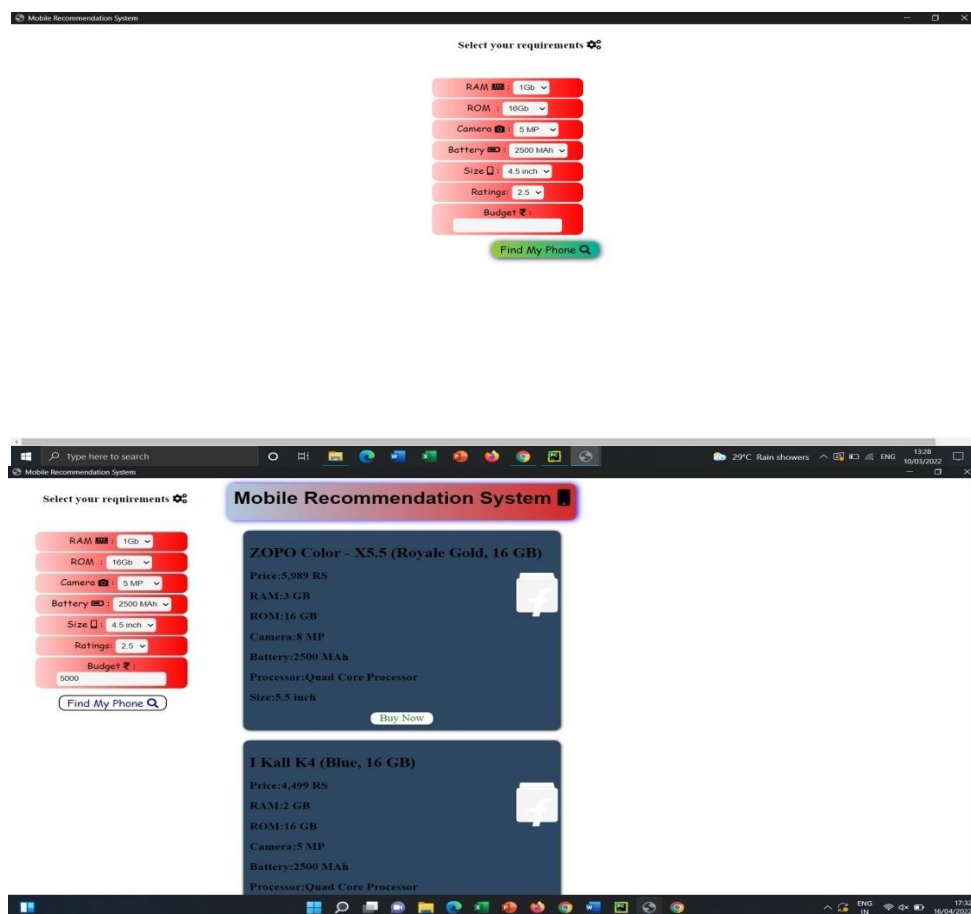 Mobile Recommendation System
Select your requirements
RAM : 1Gb
ROM : 16Gb
Camera : 5 MP
Battery : 2500 MAh
Size : 4.5 inch
Ratings: 2.5
Budget ₹ :
Find My Phone
Type here to search
29°C Rain showers
ENG
13:28
10/03/2022
Mobile Recommendation System
Select your requirements
RAM : 1Gb
ROM : 16Gb
Camera : 5 MP
Battery : 2500 MAh
Size : 4.5 inch
Ratings: 2.5
Budget ₹ :
5000
Find My Phone
Mobile Recommendation System
ZOPO Color - X5.5 (Royale Gold, 16 GB)
Price:5,989 RS
RAM:3 GB
ROM:16 GB
Camera:8 MP
Battery:2500 MAh
Processor:Quad Core Processor
Size:5.5 inch
Buy Now
I Kall K4 (Blue, 16 GB)
Price:4,499 RS
RAM:2 GB
ROM:16 GB
Camera:5 MP
Battery:2500 MAh
Processor:Quad Core Processor
ENG
IN
17:32
16/04/2022